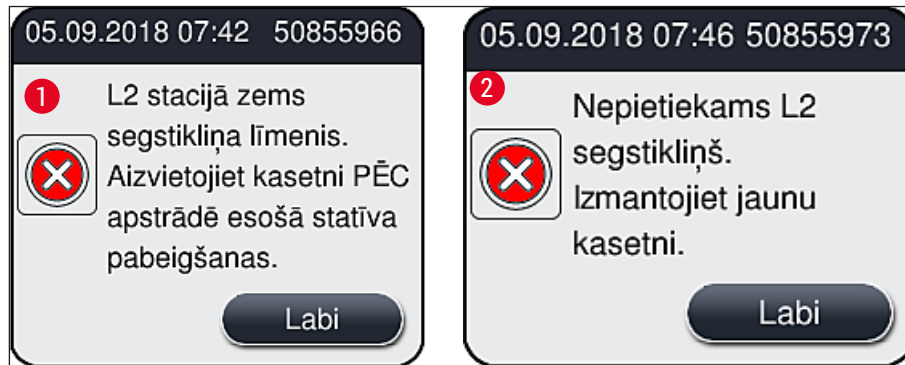 05.09.2018 07:42 50855966
1
L2 stacijā zems
segstikliņa līmenis.
Aizvietojiet kasetni PĒC
apstrādē esošā statīva
pabeigšanas.
Labi
05.09.2018 07:46 50855973
2
Nepietiekams L2
segstikliņš.
Izmantojiet jaunu
kasetni.
Labi